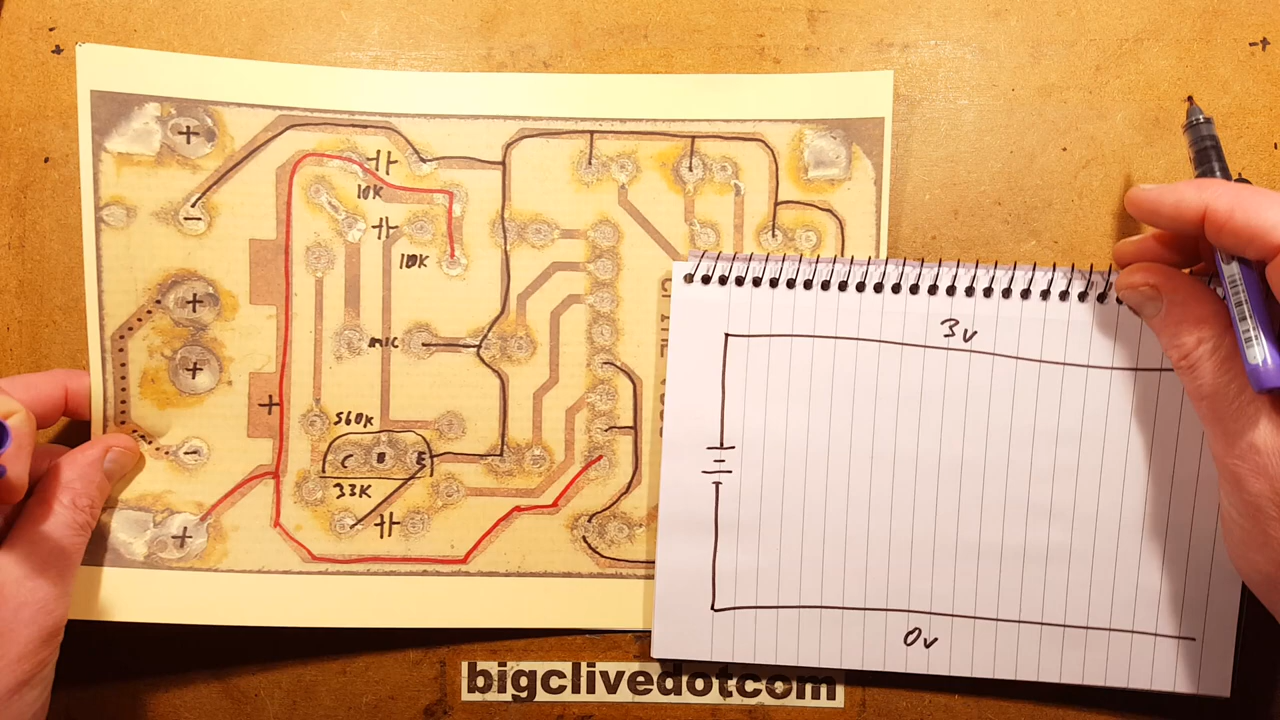 +
-
10K
+
10K
mic
+
+
560K
-
C B E
33K
+
3v
0v
bigclivedotcom